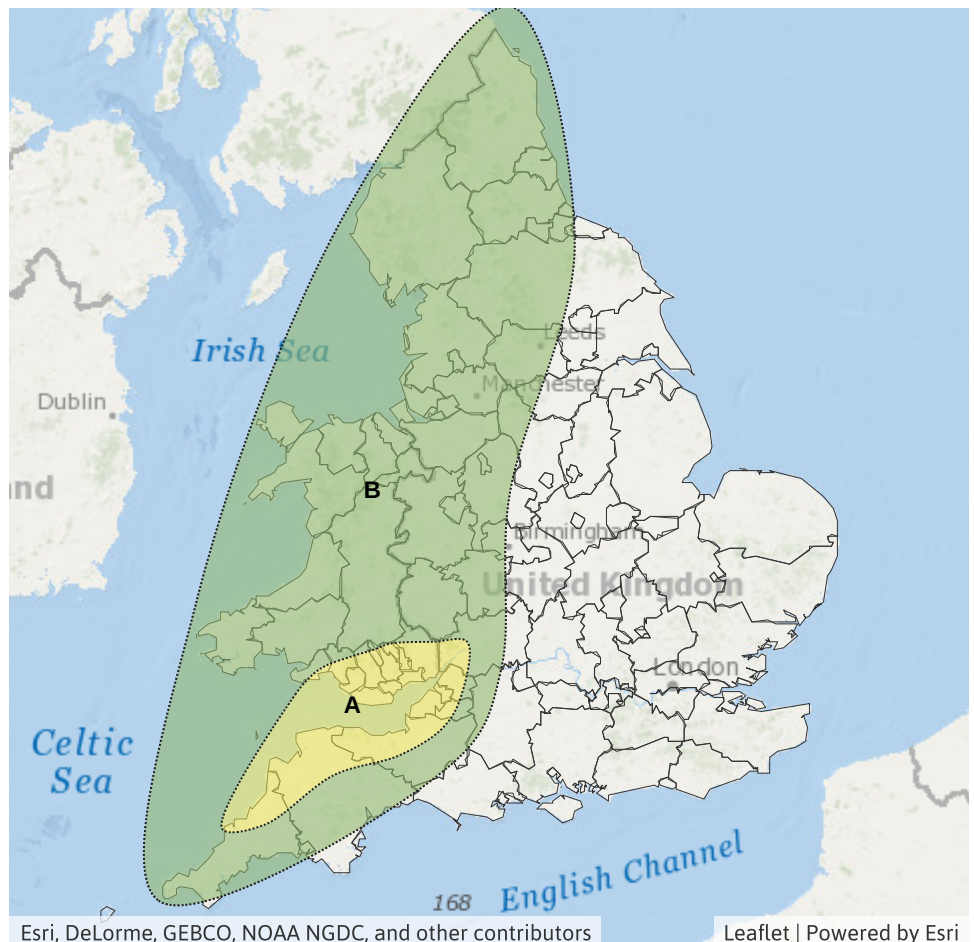 Leeds
Irish Sea
Manchester
Dublin
nd
B
Birmingham
United Kingdom
London
A
Celtic
Sea
English Channel
168
Esri, DeLorme, GEBCO, NOAA NGDC, and other contributors
Leaflet | Powered by Esri